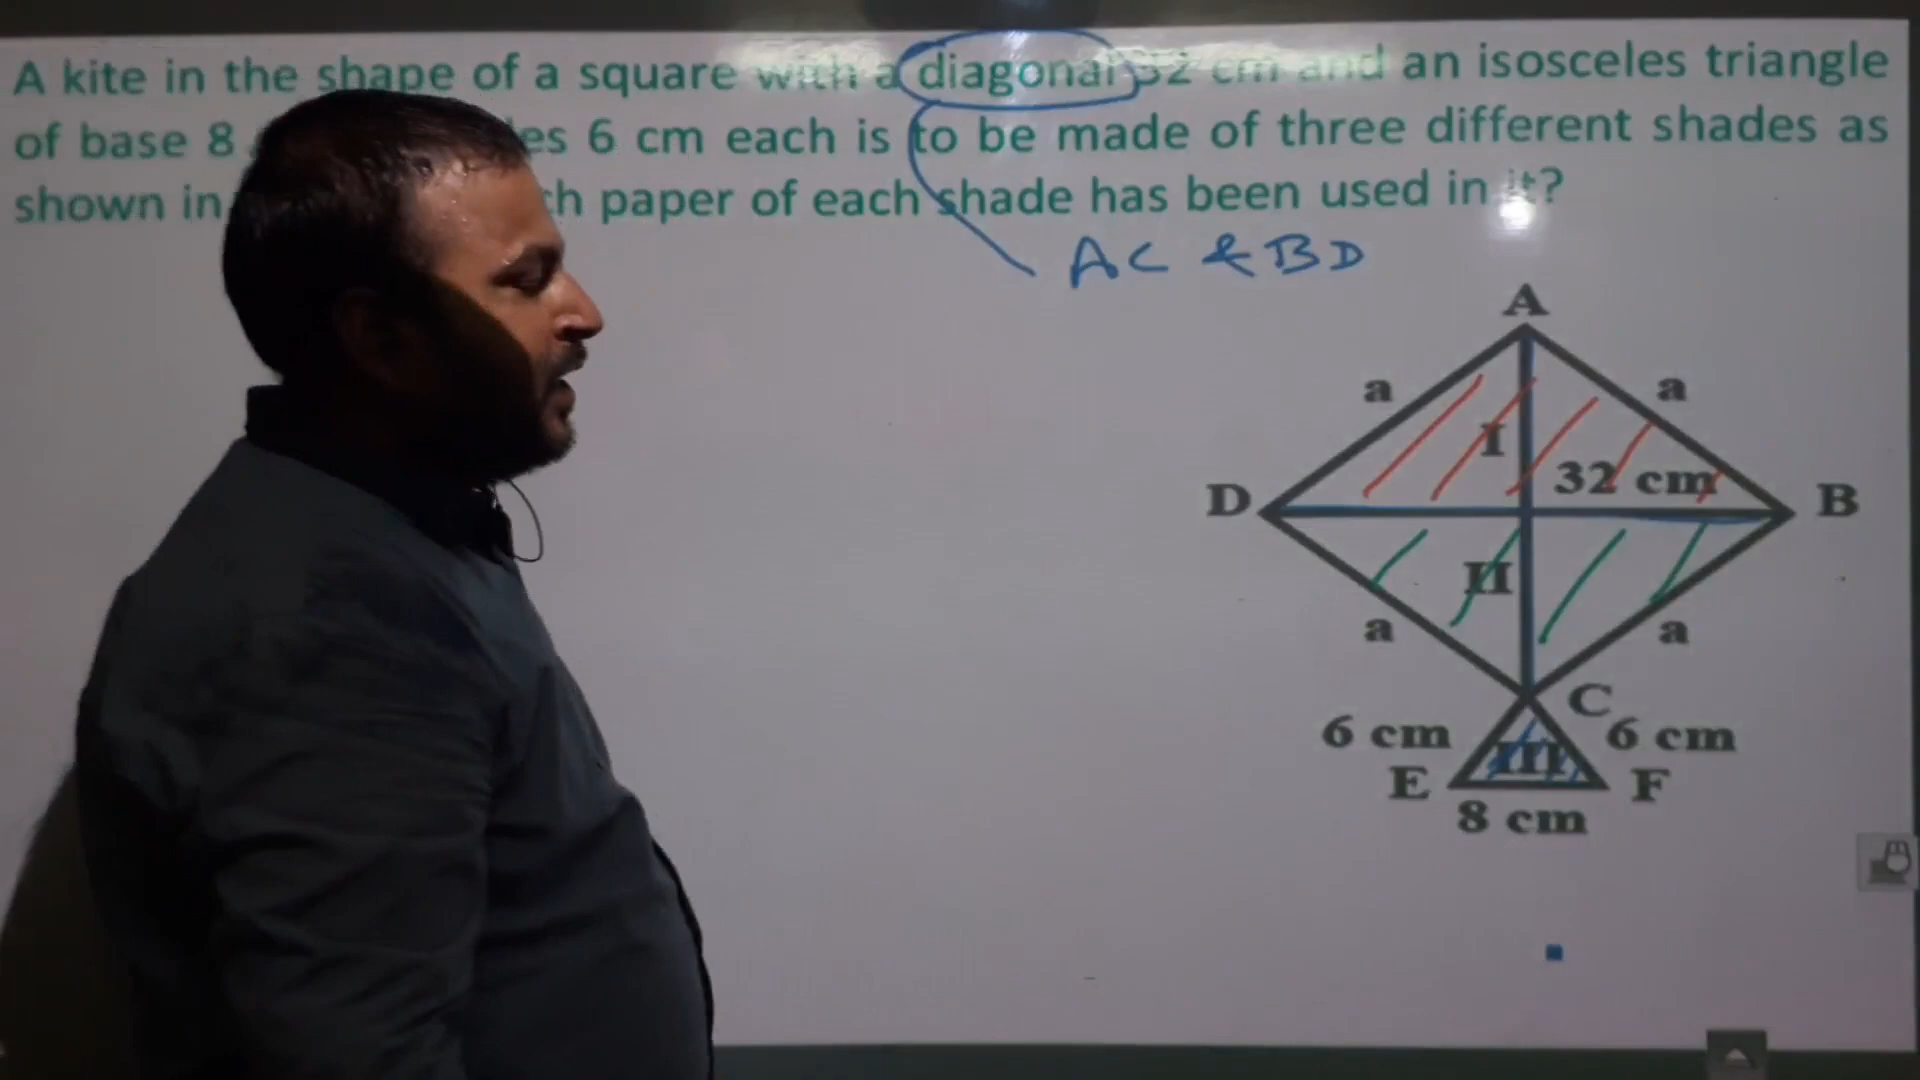 A kite in the shape of a square with a diagonal 32 cm and an isosceles triangle
of base 8 es 6 cm each is to be made of three different shades as
shown in ch paper of each shade has been used in it?
AC & BD
A
a a
I
32 cm
D B
II
a a
C
6 cm 6 cm
III
E F
8 cm